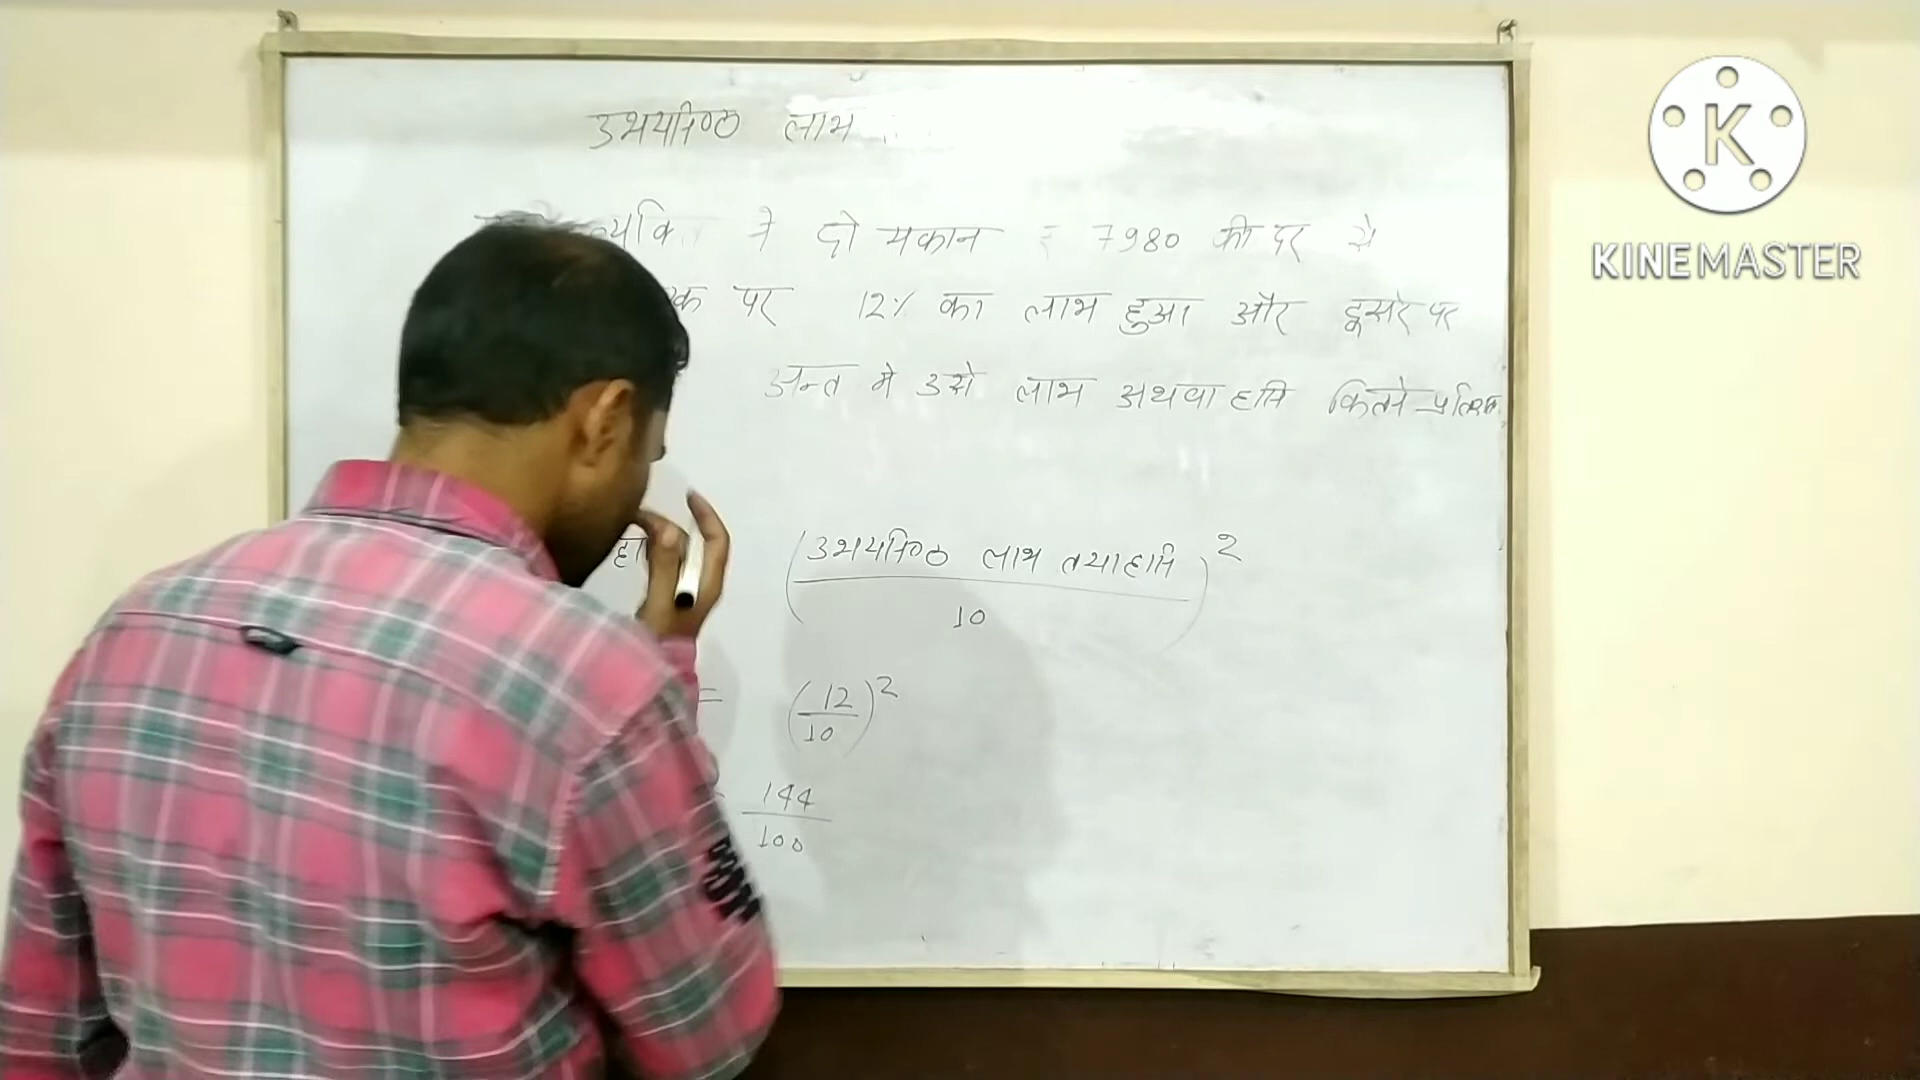 उभयनिष्ठ लाभ
व्यक्ति ने दो मकान ₹ 7980 की दर से
एक पर 12% का लाभ हुआ और दूसरे पर
अन्त मे उसे लाभ अथवा हानि कितने प्रतिशत
हा (उभयनिष्ठ लाभ तथा हानि / 10)²
= (12/10)²
= 144/100
K
KINEMASTER